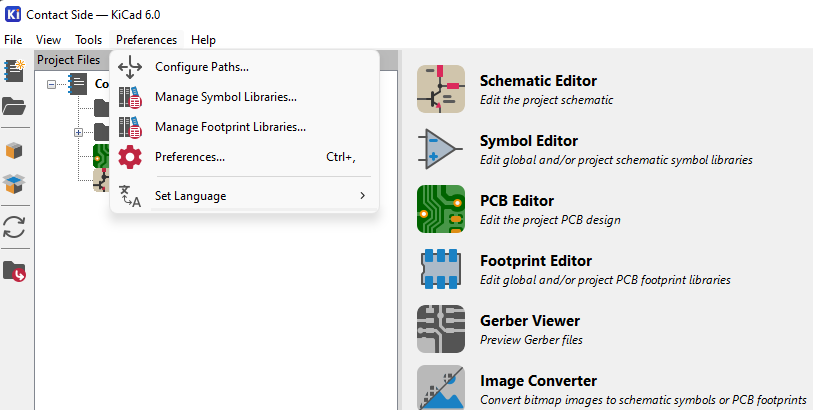 Ki Contact Side — KiCad 6.0
File View Tools Preferences Help
Project Files
Co
Configure Paths...
Manage Symbol Libraries...
Manage Footprint Libraries...
Preferences... Ctrl+,
Set Language
Schematic Editor
Edit the project schematic
Symbol Editor
Edit global and/or project schematic symbol libraries
PCB Editor
Edit the project PCB design
Footprint Editor
Edit global and/or project PCB footprint libraries
Gerber Viewer
Preview Gerber files
Image Converter
Convert bitmap images to schematic symbols or PCB footprints